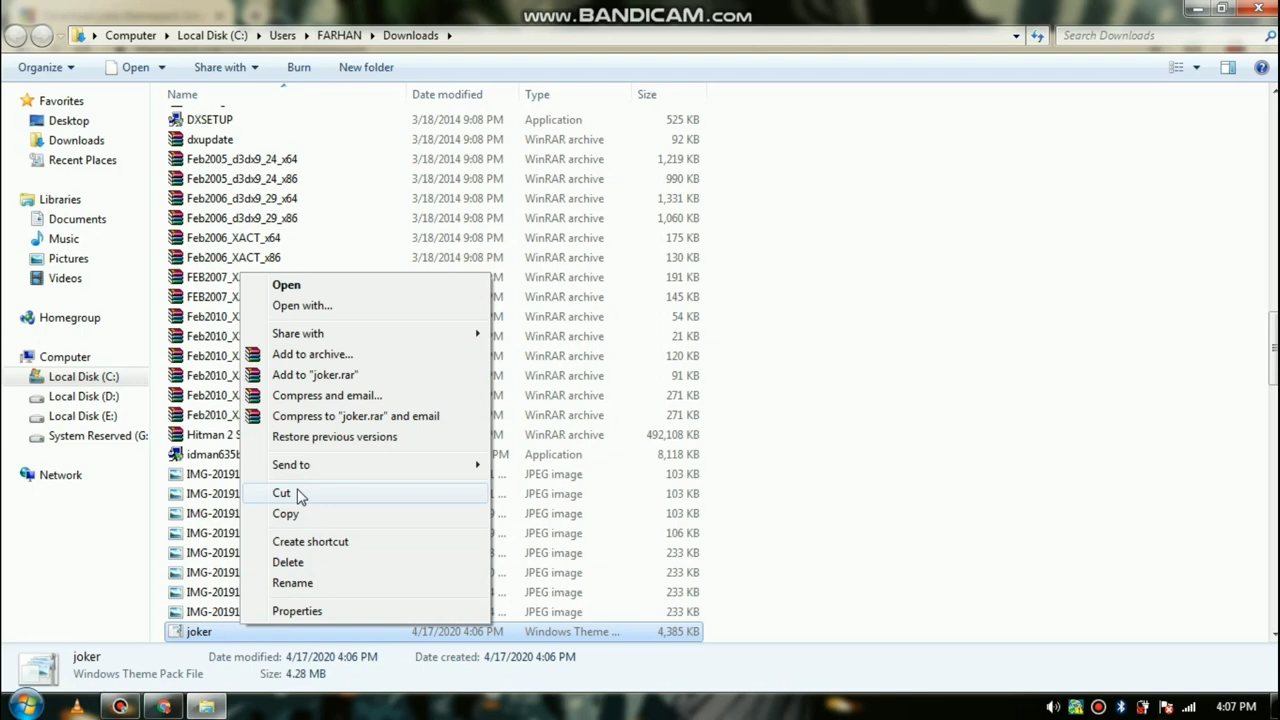 www.BANDICAM.com
Computer Local Disk (C:) Users FARHAN Downloads
Search Downloads
Organize Open Share with Burn New folder
Name Date modified Type Size
Favorites
Desktop
Downloads
Recent Places
Libraries
Documents
Music
Pictures
Videos
Homegroup
Computer
Local Disk (C:)
Local Disk (D:)
Local Disk (E:)
System Reserved (G:
Network
DXSETUP 3/18/2014 9:08 PM Application 525 KB
dxupdate 3/18/2014 9:08 PM WinRAR archive 92 KB
Feb2005_d3dx9_24_x64 3/18/2014 9:08 PM WinRAR archive 1,219 KB
Feb2005_d3dx9_24_x86 3/18/2014 9:08 PM WinRAR archive 990 KB
Feb2006_d3dx9_29_x64 3/18/2014 9:08 PM WinRAR archive 1,331 KB
Feb2006_d3dx9_29_x86 3/18/2014 9:08 PM WinRAR archive 1,060 KB
Feb2006_XACT_x64 3/18/2014 9:08 PM WinRAR archive 175 KB
Feb2006_XACT_x86 3/18/2014 9:08 PM WinRAR archive 130 KB
FEB2007_X M WinRAR archive 191 KB
FEB2007_X M WinRAR archive 145 KB
Feb2010_X M WinRAR archive 54 KB
Feb2010_X M WinRAR archive 21 KB
Feb2010_X M WinRAR archive 120 KB
Feb2010_X M WinRAR archive 91 KB
Feb2010_X M WinRAR archive 271 KB
Feb2010_X M WinRAR archive 271 KB
Hitman 2 S M WinRAR archive 492,108 KB
idman635b PM Application 8,118 KB
IMG-20191 ... JPEG image 103 KB
IMG-20191 ... JPEG image 103 KB
IMG-20191 ... JPEG image 103 KB
IMG-20191 ... JPEG image 106 KB
IMG-20191 ... JPEG image 233 KB
IMG-20191 ... JPEG image 233 KB
IMG-20191 ... JPEG image 233 KB
IMG-20191 ... JPEG image 233 KB
joker 4/17/2020 4:06 PM Windows Theme ... 4,385 KB
Open
Open with...
Share with
Add to archive...
Add to "joker.rar"
Compress and email...
Compress to "joker.rar" and email
Restore previous versions
Send to
Cut
Copy
Create shortcut
Delete
Rename
Properties
joker Date modified: 4/17/2020 4:06 PM Date created: 4/17/2020 4:06 PM
Windows Theme Pack File Size: 4.28 MB
4:07 PM